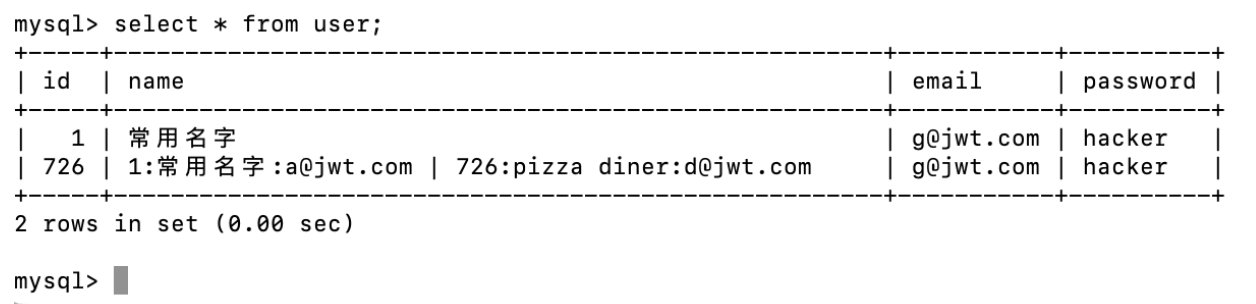 mysql> select * from user;
+-----+------------------------------------------------------+-----------+----------+
| id  | name                                                 | email     | password |
+-----+------------------------------------------------------+-----------+----------+
|   1 | 常用名字                                             | g@jwt.com | hacker   |
| 726 | 1:常用名字:a@jwt.com | 726:pizza diner:d@jwt.com     | g@jwt.com | hacker   |
+-----+------------------------------------------------------+-----------+----------+
2 rows in set (0.00 sec)
mysql>